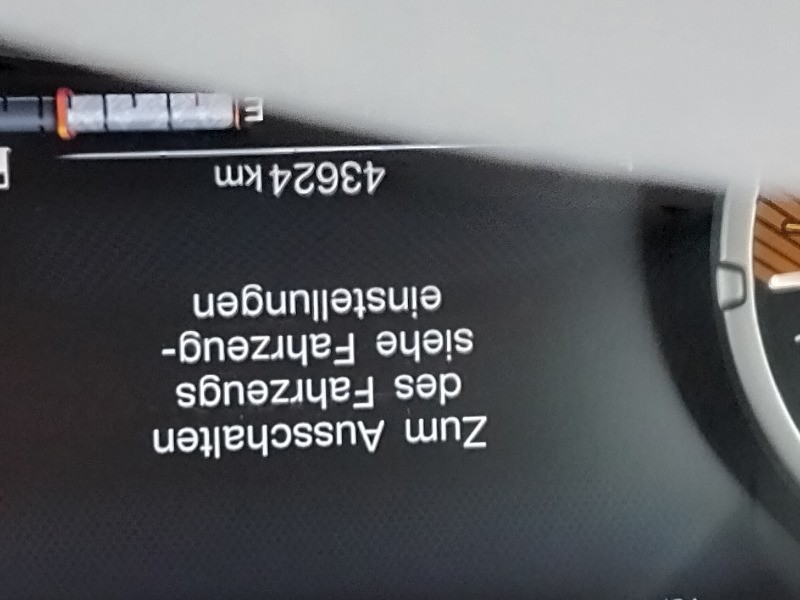 Zum Ausschalten
des Fahrzeugs
siehe Fahrzeug-
einstellungen
43624 km
E